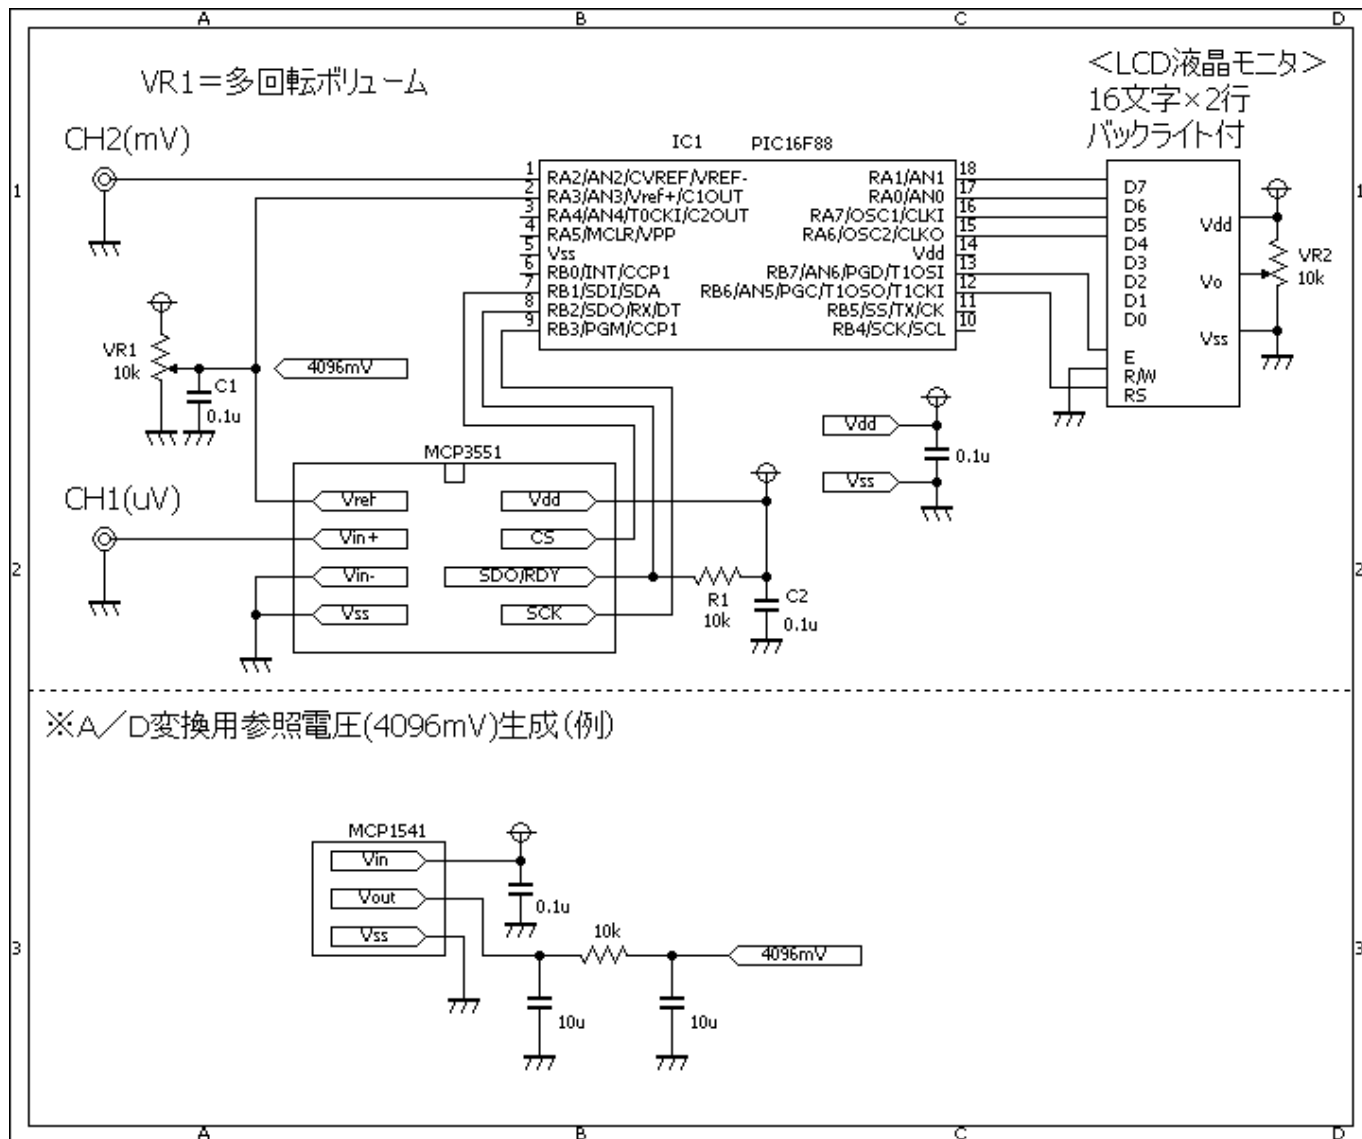 A B C D
VR1=多回転ボリューム
<LCD液晶モニタ>
16文字×2行
バックライト付
CH2(mV)
IC1 PIC16F88
1 1
1 RA2/AN2/CVREF/VREF- RA1/AN1 18
2 RA3/AN3/Vref+/C1OUT RA0/AN0 17
3 RA4/AN4/T0CKI/C2OUT RA7/OSC1/CLKI 16
4 RA5/MCLR/VPP RA6/OSC2/CLKO 15
5 Vss Vdd 14
6 RB0/INT/CCP1 RB7/AN6/PGD/T1OSI 13
7 RB1/SDI/SDA RB6/AN5/PGC/T1OSO/T1CKI 12
8 RB2/SDO/RX/DT RB5/SS/TX/CK 11
9 RB3/PGM/CCP1 RB4/SCK/SCL 10
D7
D6
D5
D4
D3
D2
D1
D0
E
R/W
RS
Vdd
Vo
Vss
VR2
10k
VR1
10k
C1
0.1u
4096mV
Vdd
Vss
0.1u
MCP3551
CH1(uV)
Vref Vdd
Vin+ CS
Vin- SDO/RDY
Vss SCK
R1
10k
C2
0.1u
2 2
※A/D変換用参照電圧(4096mV)生成(例)
MCP1541
Vin
Vout
Vss
0.1u
10k
4096mV
10u 10u
3 3
A B C D